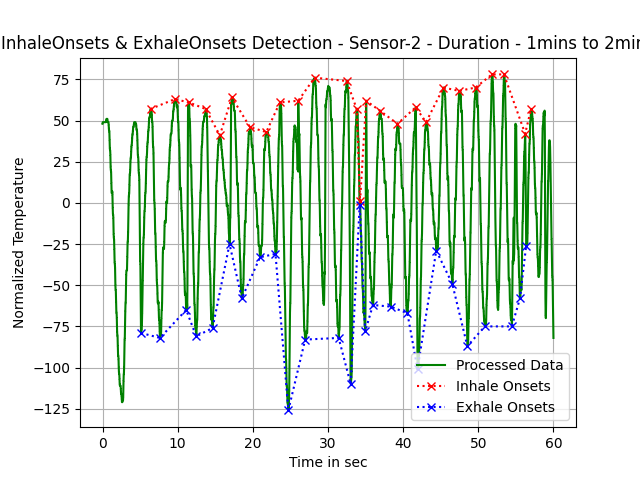 InhaleOnsets & ExhaleOnsets Detection - Sensor-2 - Duration - 1mins to 2min
75
50
25
0
−25
−50
−75
−100
−125
Normalized Temperature
0 10 20 30 40 50 60
Time in sec
Processed Data
Inhale Onsets
Exhale Onsets